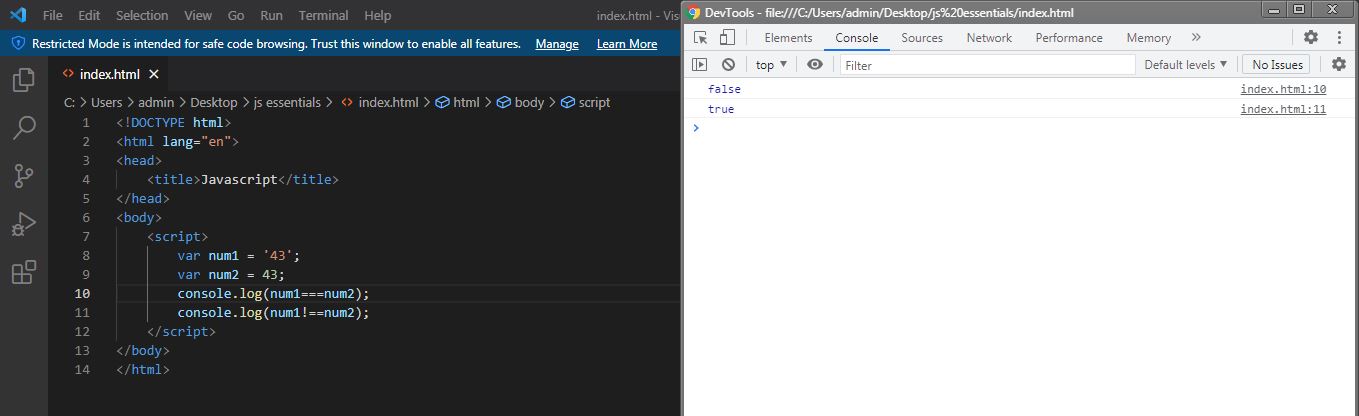 File Edit Selection View Go Run Terminal Help index.html - Vis
Restricted Mode is intended for safe code browsing. Trust this window to enable all features. Manage Learn More
index.html
C: > Users > admin > Desktop > js essentials > index.html > html > body > script
1 <!DOCTYPE html>
2 <html lang="en">
3 <head>
4 <title>Javascript</title>
5 </head>
6 <body>
7 <script>
8 var num1 = '43';
9 var num2 = 43;
10 console.log(num1===num2);
11 console.log(num1!==num2);
12 </script>
13 </body>
14 </html>
DevTools - file:///C:/Users/admin/Desktop/js%20essentials/index.html
Elements Console Sources Network Performance Memory »
top ▼ Filter Default levels ▼ No Issues
false index.html:10
true index.html:11
>